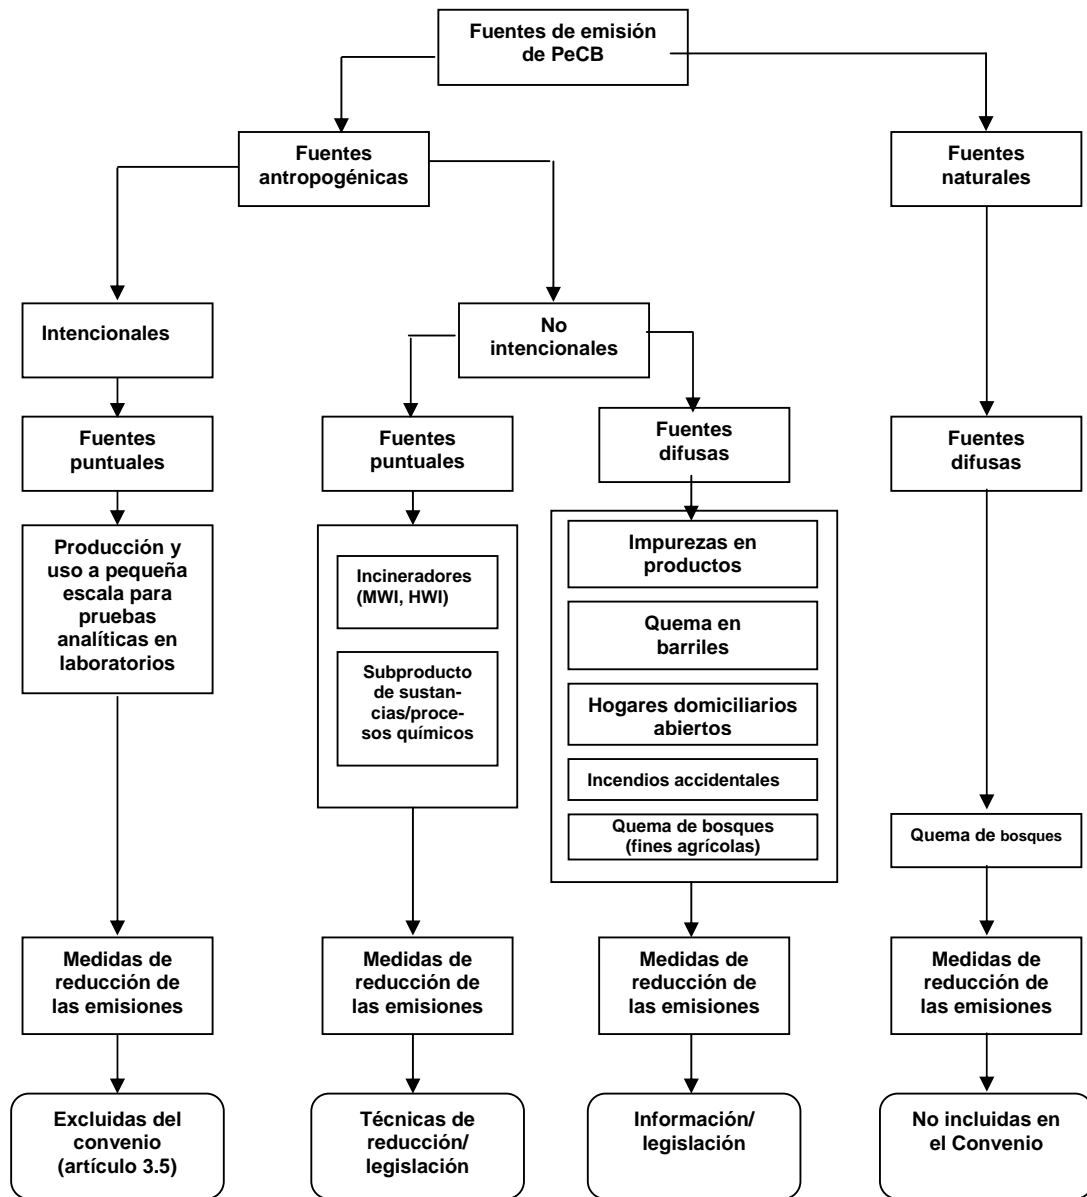 Fuentes de emisión
de PeCB
Fuentes
antropogénicas
Fuentes
naturales
Intencionales
No
intencionales
Fuentes
puntuales
Fuentes
puntuales
Fuentes
difusas
Fuentes
difusas
Producción y
uso a pequeña
escala para
pruebas
analíticas en
laboratorios
Incineradores
(MWI, HWI)
Subproducto
de sustan-
cias/proce-
sos químicos
Impurezas en
productos
Quema en
barriles
Hogares domiciliarios
abiertos
Incendios accidentales
Quema de bosques
(fines agrícolas)
Quema de bosques
Medidas de
reducción de
las emisiones
Medidas de
reducción de
las emisiones
Medidas de
reducción de
las emisiones
Medidas de
reducción de
las emisiones
Excluidas del
convenio
(artículo 3.5)
Técnicas de
reducción/
legislación
Información/
legislación
No incluidas en
el Convenio